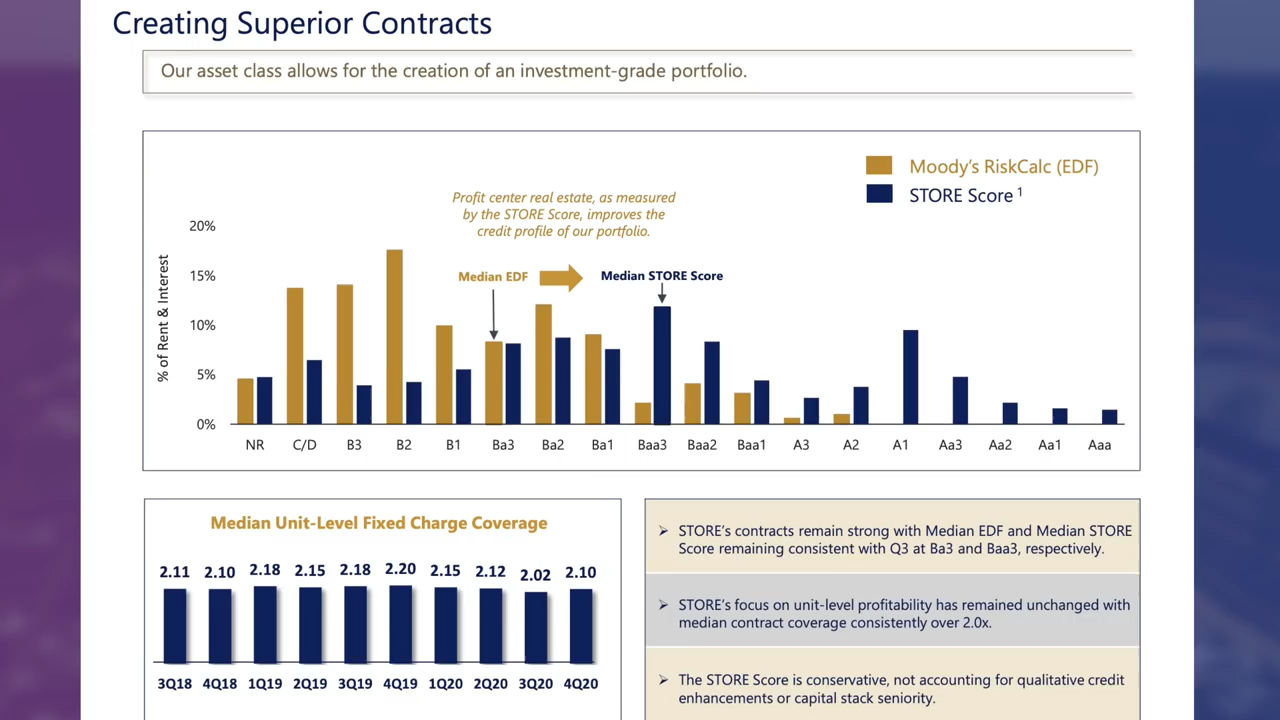 Creating Superior Contracts
Our asset class allows for the creation of an investment-grade portfolio.
Moody's RiskCalc (EDF)
STORE Score 1
Profit center real estate, as measured
by the STORE Score, improves the
credit profile of our portfolio.
Median EDF
Median STORE Score
% of Rent & Interest
20%
15%
10%
5%
0%
NR C/D B3 B2 B1 Ba3 Ba2 Ba1 Baa3 Baa2 Baa1 A3 A2 A1 Aa3 Aa2 Aa1 Aaa
Median Unit-Level Fixed Charge Coverage
2.11 2.10 2.18 2.15 2.18 2.20 2.15 2.12 2.02 2.10
3Q18 4Q18 1Q19 2Q19 3Q19 4Q19 1Q20 2Q20 3Q20 4Q20
STORE's contracts remain strong with Median EDF and Median STORE
Score remaining consistent with Q3 at Ba3 and Baa3, respectively.
STORE's focus on unit-level profitability has remained unchanged with
median contract coverage consistently over 2.0x.
The STORE Score is conservative, not accounting for qualitative credit
enhancements or capital stack seniority.